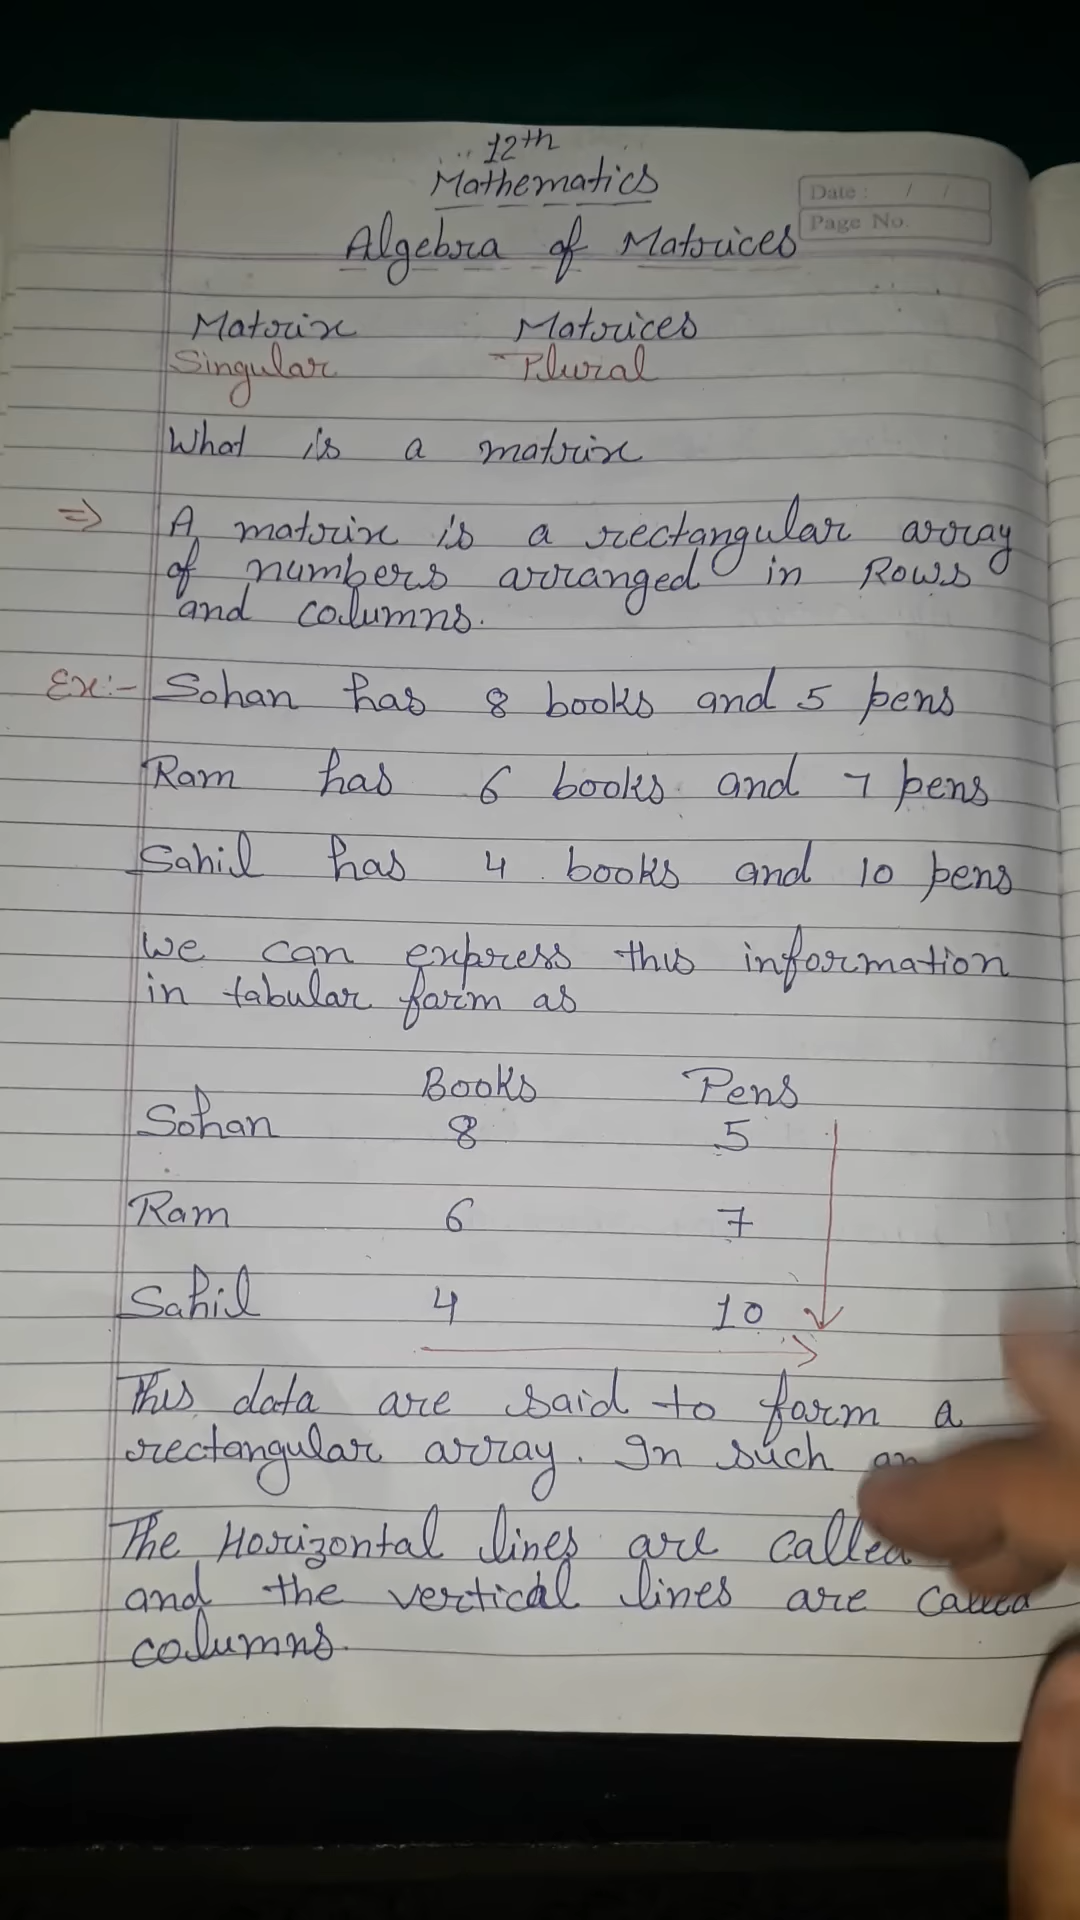 12th
Mathematics
Date : / /
Page No.
Algebra of Matrices
Matrix Matrices
Singular Plural
What is a matrix
⇒ A matrix is a rectangular array
of numbers arranged in Rows
and columns.
Ex:- Sohan has 8 books and 5 pens
Ram has 6 books and 7 pens
Sahil has 4 books and 10 pens
We can express this information
in tabular form as
Books Pens
Sohan 8 5
Ram 6 7
Sahil 4 10
This data are said to form a
rectangular array. In such an
The Horizontal lines are called
and the vertical lines are called
columns.